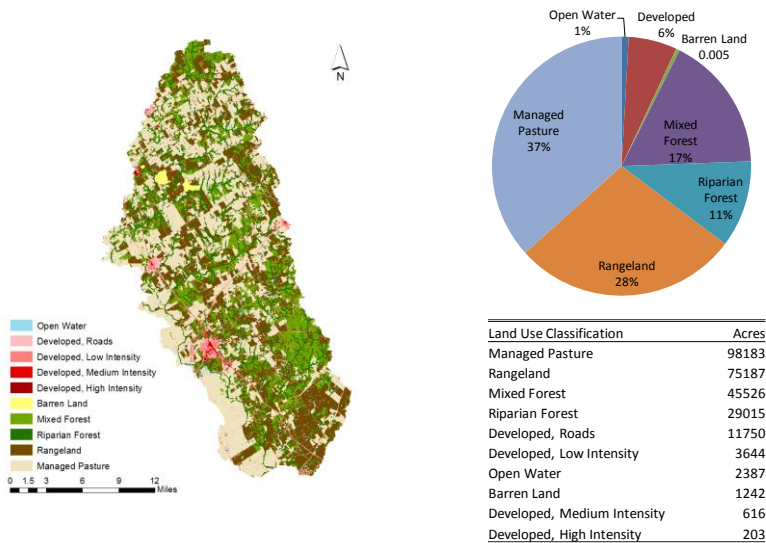 Open Water
1%
Developed
6%
Barren Land
0.005
Mixed
Forest
17%
Riparian
Forest
11%
Rangeland
28%
Managed
Pasture
37%
N
Open Water
Developed, Roads
Developed, Low Intensity
Developed, Medium Intensity
Developed, High Intensity
Barren Land
Mixed Forest
Riparian Forest
Rangeland
Managed Pasture
0 1.5 3 6 9 12
Miles
Land Use Classification Acres
Managed Pasture 98183
Rangeland 75187
Mixed Forest 45526
Riparian Forest 29015
Developed, Roads 11750
Developed, Low Intensity 3644
Open Water 2387
Barren Land 1242
Developed, Medium Intensity 616
Developed, High Intensity 203